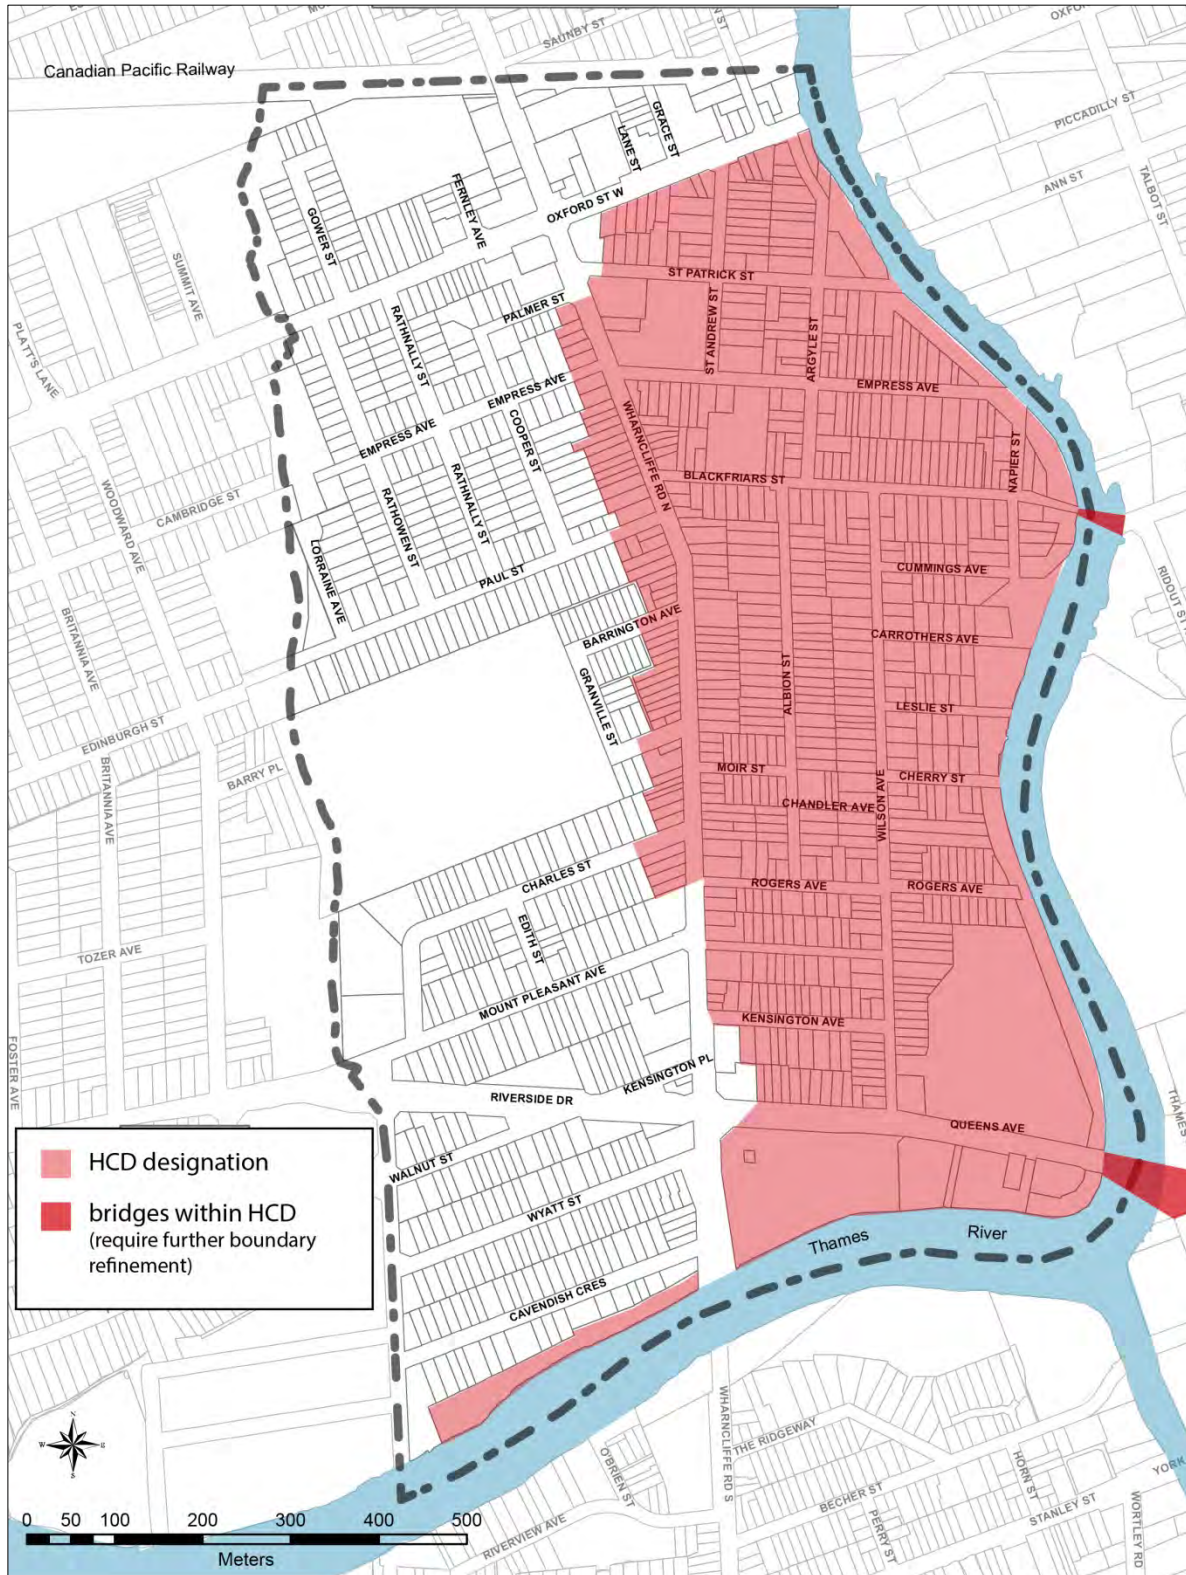 SAUNBY ST
Canadian Pacific Railway
PICCADILLY ST
GRACE ST
LANE ST
ANN ST
TALBOT ST
FERNLEY AVE
OXFORD ST W
GOWER ST
SUMMIT AVE
ST PATRICK ST
PALMER ST
RATHNALLY ST
ST ANDREW ST
ARGYLE ST
PLATT'S LANE
EMPRESS AVE
EMPRESS AVE
EMPRESS AVE
COOPER ST
WHARNCLIFFE RD N
NAPIER ST
BLACKFRIARS ST
WOODWARD AVE
CAMBRIDGE ST
RATHOWEN ST
RATHNALLY ST
LORRAINE AVE
PAUL ST
CUMMINGS AVE
RIDOUT ST
BRITANNIA AVE
BARRINGTON AVE
CARROTHERS AVE
ALBION ST
GRANVILLE ST
LESLIE ST
EDINBURGH ST
BRITANNIA AVE
BARRY PL
MOIR ST
CHERRY ST
CHANDLER AVE
WILSON AVE
CHARLES ST
ROGERS AVE
ROGERS AVE
EDITH ST
TOZER AVE
MOUNT PLEASANT AVE
KENSINGTON AVE
FOSTER AVE
KENSINGTON PL
RIVERSIDE DR
THAMES
QUEENS AVE
WALNUT ST
WYATT ST
HCD designation
bridges within HCD
(require further boundary
refinement)
Thames River
CAVENDISH CRES
WHARNCLIFFE RD S
THE RIDGEWAY
O'BRIEN ST
BECHER ST
HORN ST
YORK
STANLEY ST
PERRY ST
WORTLEY RD
RIVERVIEW AVE
N
W
S
0 50 100 200 300 400 500
Meters